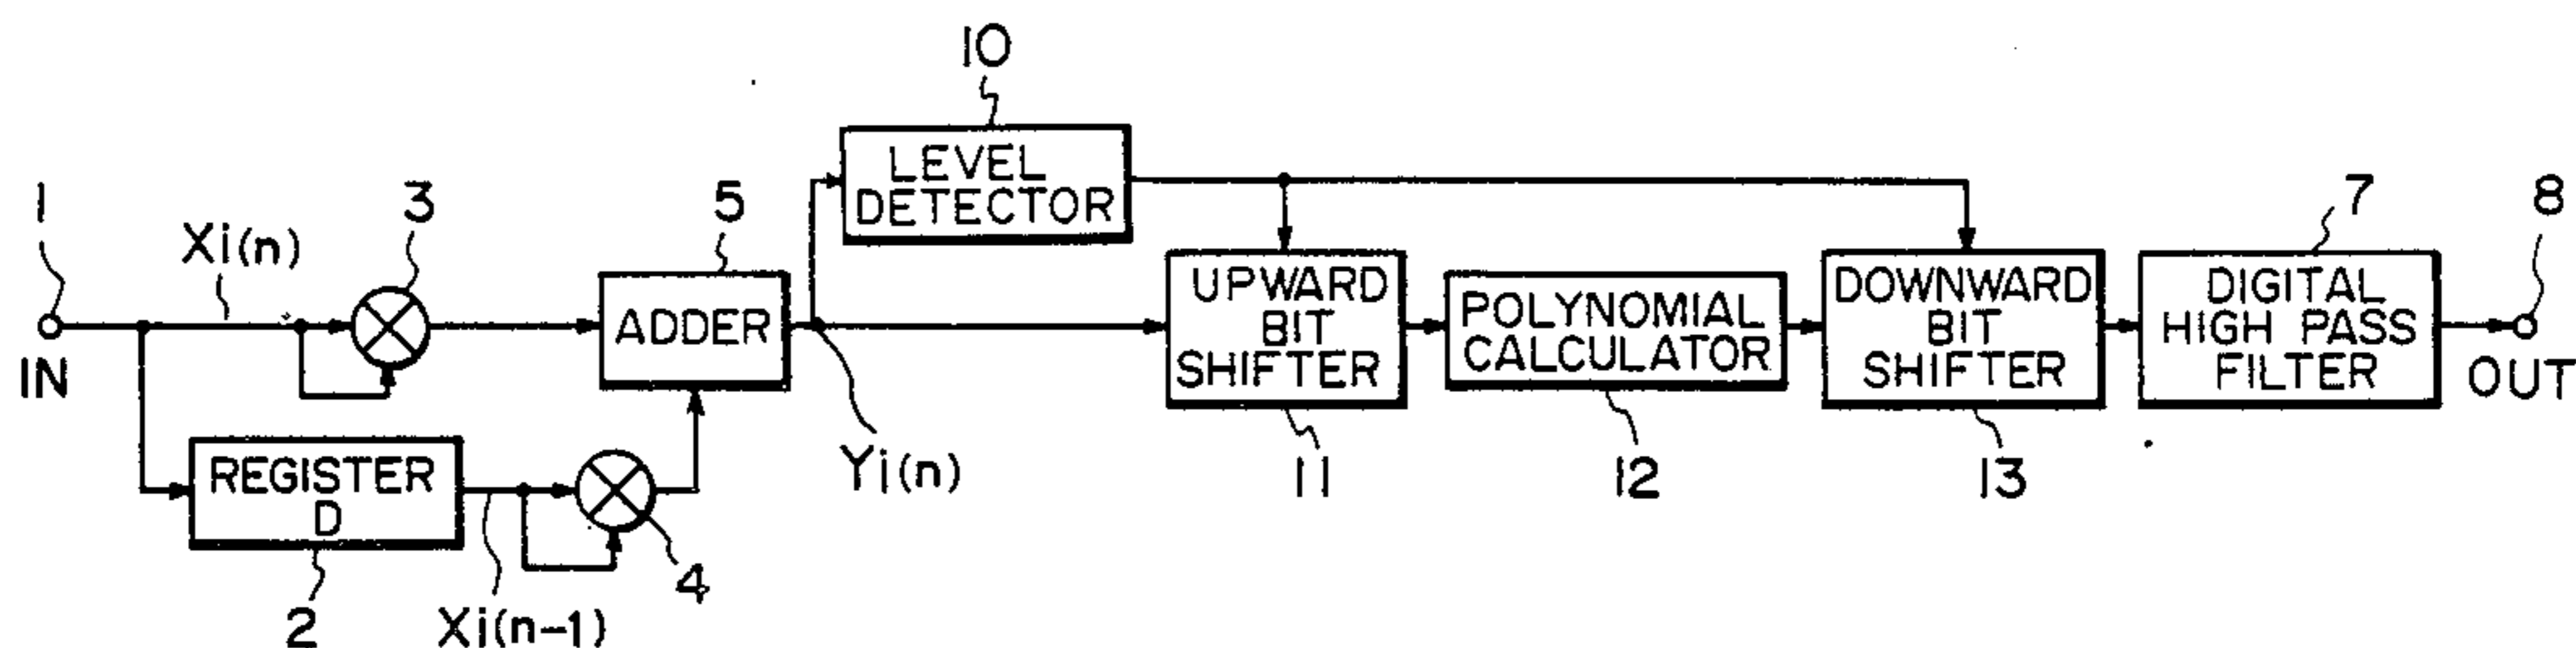 10
LEVEL
DETECTOR
1
Xi(n)
3
5
7
8
IN
ADDER
UPWARD
BIT
SHIFTER
POLYNOMIAL
CALCULATOR
DOWNWARD
BIT
SHIFTER
DIGITAL
HIGH PASS
FILTER
OUT
REGISTER
D
Yi(n)
11
12
13
2
Xi(n-1)
4